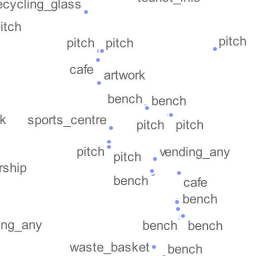 ecycling_glass
tourist_info
itch
pitch pitch pitch
cafe
artwork
bench bench
k sports_centre pitch pitch
pitch pitch vending_any
rship
bench cafe
bench
ng_any bench bench
waste_basket bench